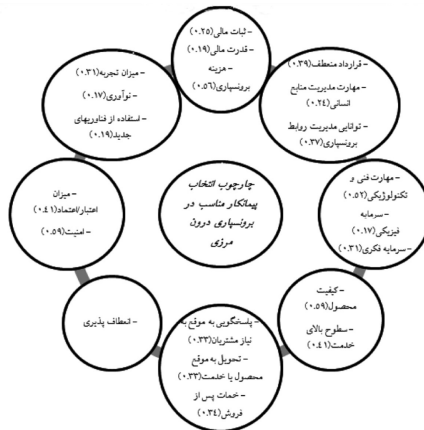 - ثبات مالی(۰.۲۵)
- قدرت مالی(۰.۱۹)
- هزینه
برونسپاری(۰.۵۶)
- قرارداد منعطف(۰.۳۹)
- مهارت مدیریت منابع
انسانی(۰.۲۴)
- توانایی مدیریت روابط
برونسپاری(۰.۳۷)
- مهارت فنی و
تکنولوژیکی(۰.۵۲)
- سرمایه
فیزیکی(۰.۱۷)
- سرمایه فکری(۰.۳۱)
- کیفیت
محصول(۰.۵۹)
- سطوح بالای
خدمت(۰.۴۱)
- پاسخگویی به موقع به
نیاز مشتریان(۰.۳۳)
- تحویل به موقع
محصول یا خدمت(۰.۳۳)
- خمات پس از
فروش(۰.۳۴)
- انعطاف پذیری
- میزان
اعتبار/اعتماد(۰.۴۱)
- امنیت(۰.۵۹)
- میزان تجربه(۰.۳۱)
- نوآوری(۰.۱۷)
- استفاده از فناوریهای
جدید(۰.۱۹)
چارچوب انتخاب
پیمانکار مناسب در
برونسپاری درون
مرزی